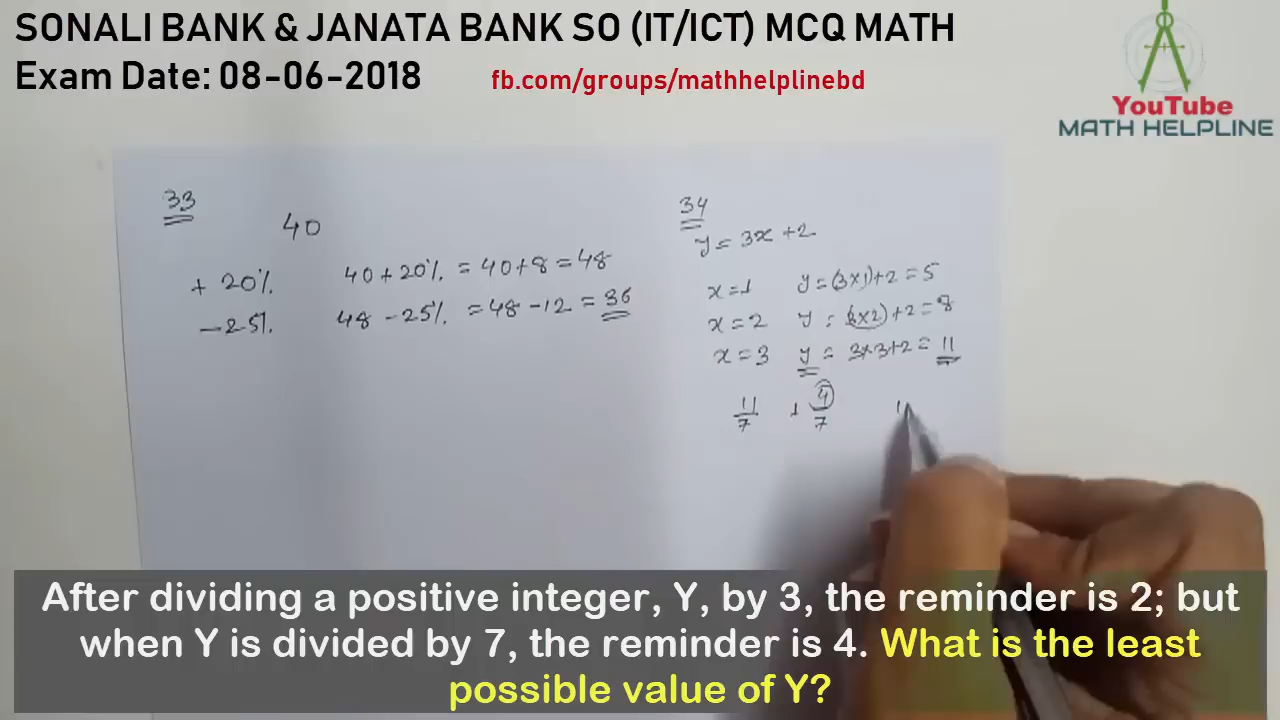 SONALI BANK & JANATA BANK SO (IT/ICT) MCQ MATH
Exam Date: 08-06-2018
fb.com/groups/mathhelplinebd
YouTube
MATH HELPLINE
33
40
+ 20%
40+20% = 40+8 = 48
-25%
48 - 25% = 48 - 12 = 36
34
y = 3x + 2
x = 1
y = (3×1)+2 = 5
x = 2
y = (3×2)+2 = 8
x = 3
y = 3×3+2 = 11
11/7
1 4/7
After dividing a positive integer, Y, by 3, the reminder is 2; but
when Y is divided by 7, the reminder is 4. What is the least
possible value of Y?